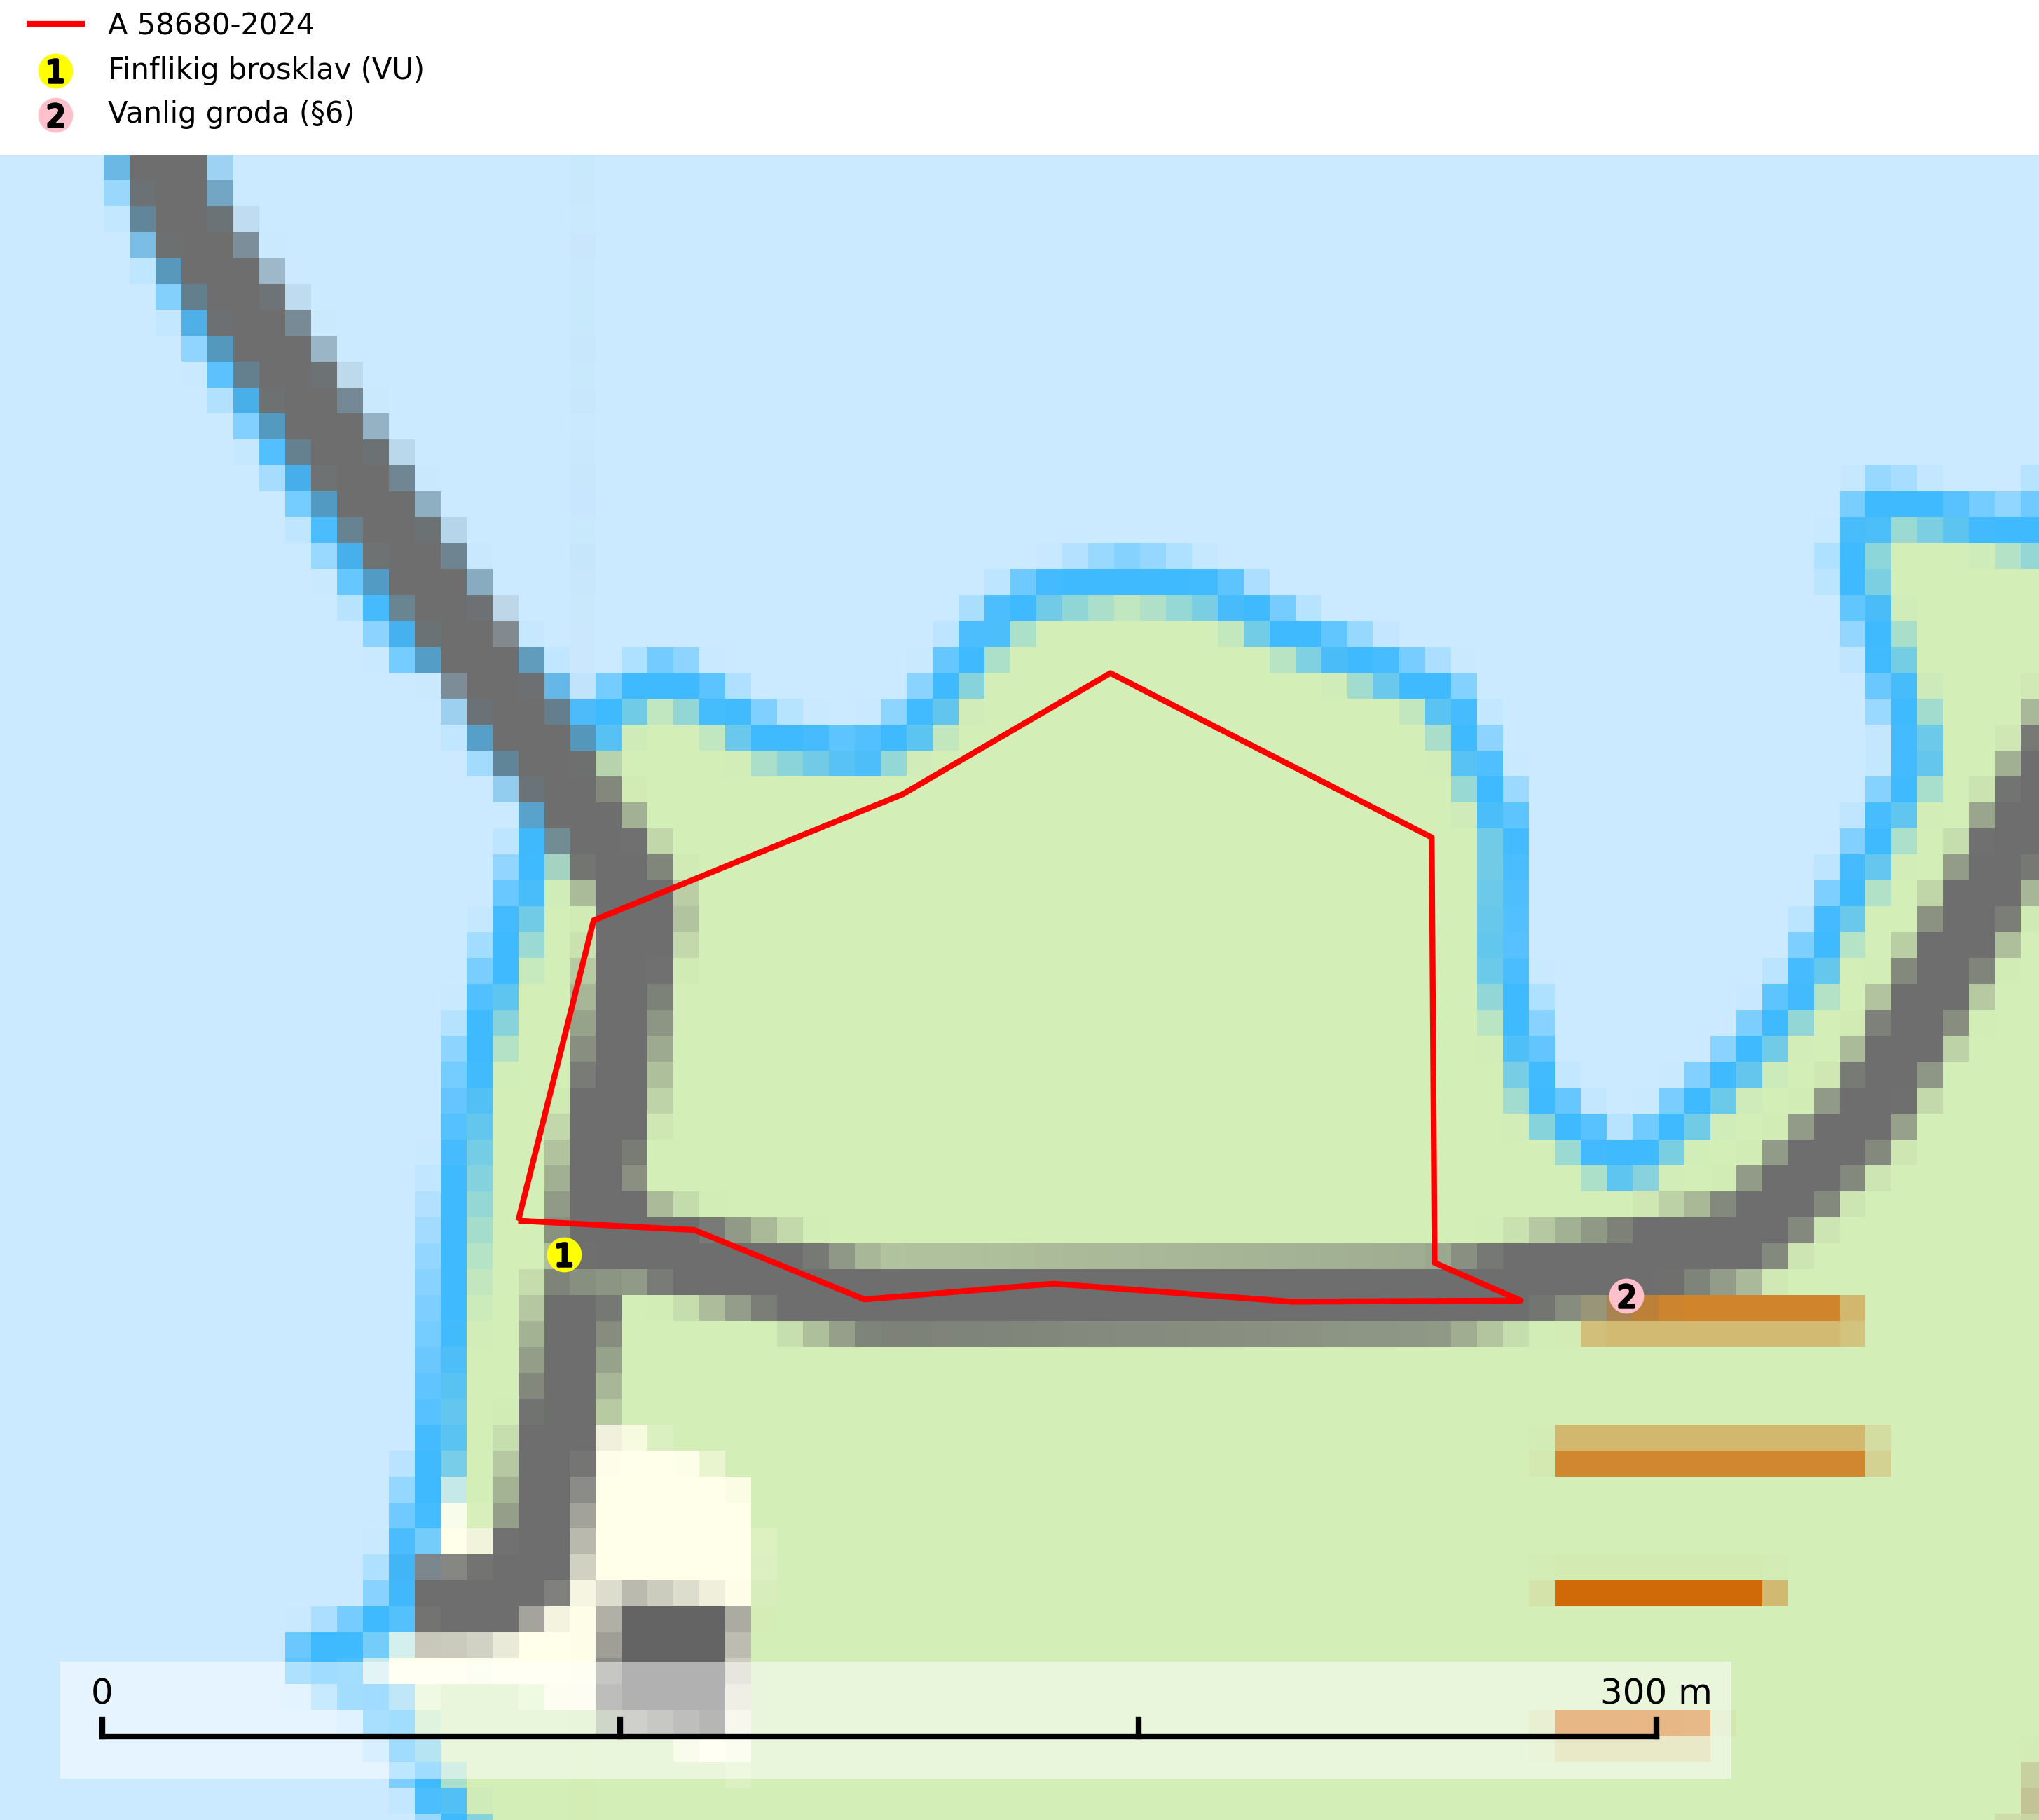 A 58680-2024
1 Finflikig brosklav (VU)
2 Vanlig groda (§6)
1
2
0 300 m